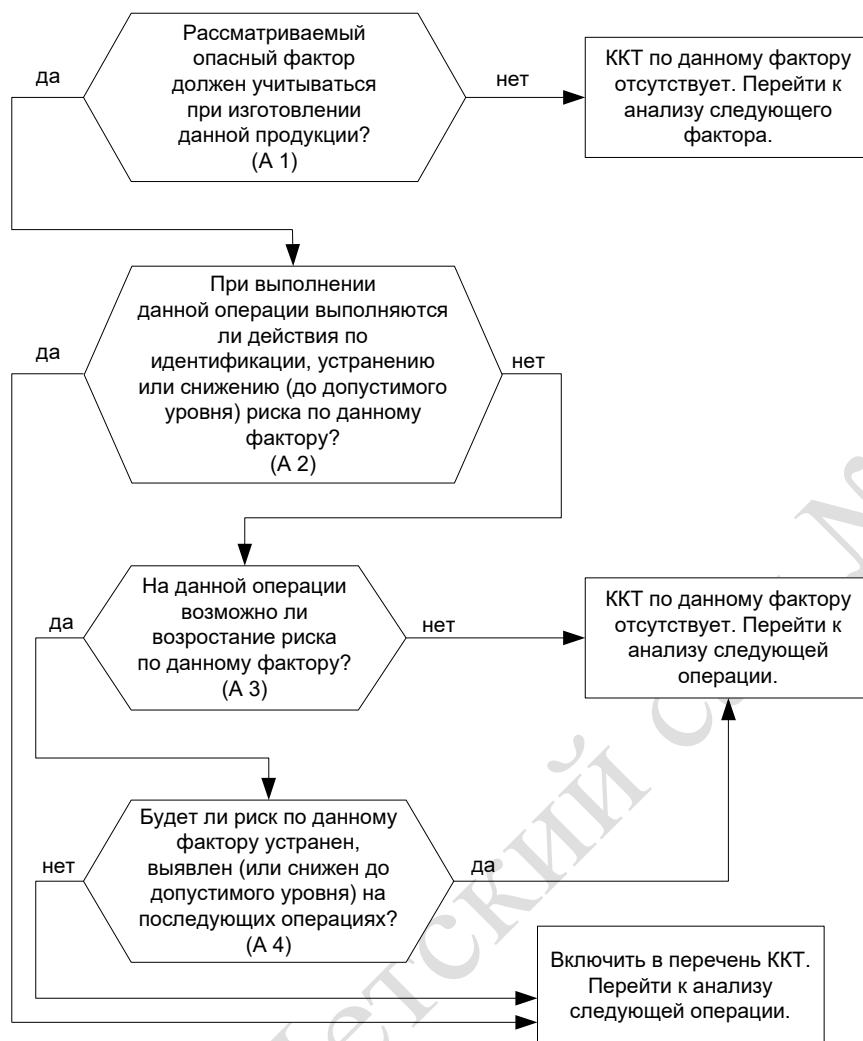 Рассматриваемый
опасный фактор
должен учитываться
при изготовлении
данной продукции?
(А 1)
да
нет
ККТ по данному фактору
отсутствует. Перейти к
анализу следующего
фактора.
При выполнении
данной операции выполняются
ли действия по
идентификации, устранению
или снижению (до допустимого
уровня) риска по данному
фактору?
(А 2)
да
нет
На данной операции
возможно ли
возростание риска
по данному фактору?
(А 3)
да
нет
ККТ по данному фактору
отсутствует. Перейти к
анализу следующей
операции.
Будет ли риск по данному
фактору устранен,
выявлен (или снижен до
допустимого уровня) на
последующих операциях?
(А 4)
нет
да
Включить в перечень ККТ.
Перейти к анализу
следующей операции.